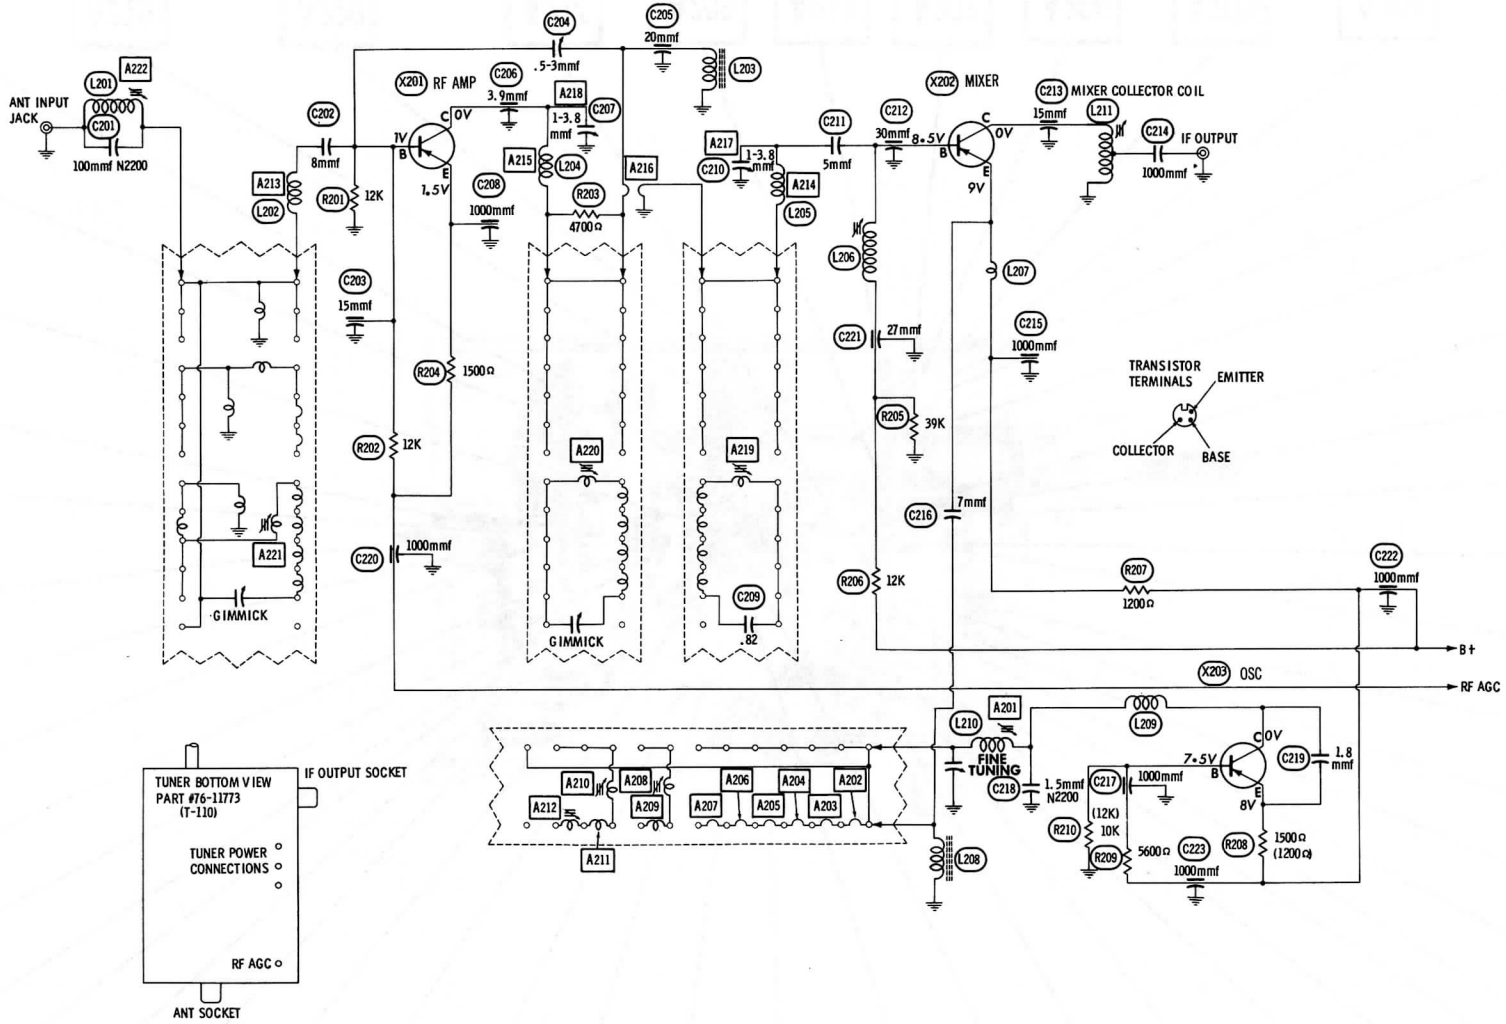 C204
.5-3mmf
C205
20mmf
L203
A222
L201
ANT INPUT
JACK
C201
100mmf N2200
X201 RF AMP
C206
3.9mmf
A218
1-3.8
mmf
C207
C
0V
1V
B
E
1.5V
C202
8mmf
A213
L202
R201
12K
C208
1000mmf
A215
L204
R203
4700Ω
A216
A217
C210
1-3.8
mmf
A214
L205
C211
5mmf
C212
30mmf
X202 MIXER
8.5V
B
C
0V
E
9V
C213 MIXER COLLECTOR COIL
15mmf
L211
C214
1000mmf
IF OUTPUT
C203
15mmf
R204
1500Ω
R202
12K
L206
L207
C221
27mmf
C215
1000mmf
R205
39K
TRANSISTOR
TERMINALS
EMITTER
COLLECTOR
BASE
A220
A219
A221
GIMMICK
C220
1000mmf
GIMMICK
C209
.82
C216
7mmf
R206
12K
R207
1200Ω
C222
1000mmf
B+
RF AGC
X203 OSC
L210
A201
FINE
TUNING
C218
1.5mmf
N2200
L209
C
0V
7.5V
B
E
8V
C219
1.8
mmf
C217
1000mmf
(12K)
10K
R210
R209
5600Ω
C223
1000mmf
R208
1500Ω
(1200Ω)
A212
A210
A208
A209
A206
A204
A202
A207
A205
A203
A211
L208
TUNER BOTTOM VIEW
PART #76-11773
(T-110)
IF OUTPUT SOCKET
TUNER POWER
CONNECTIONS
RF AGC
ANT SOCKET